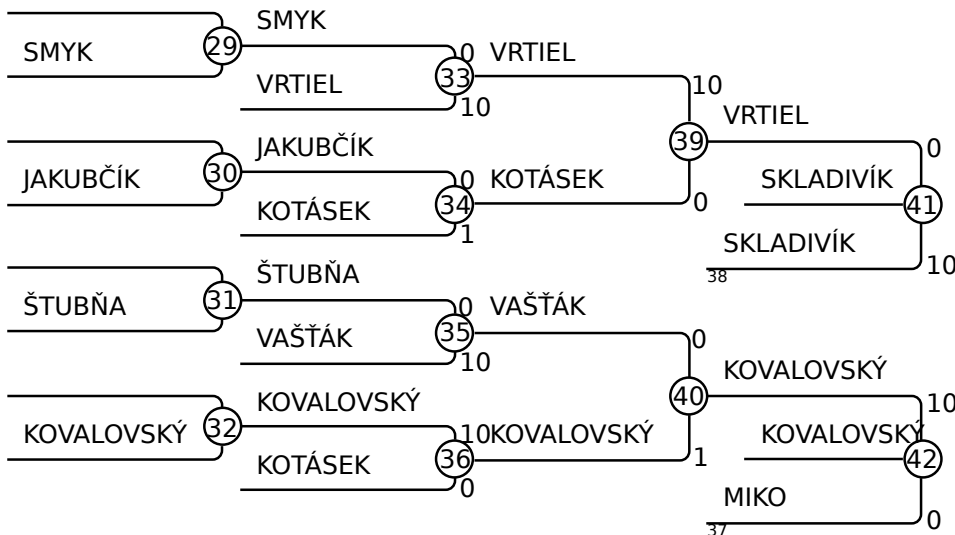 SMYK
29
SMYK
0
VRTIEL
33
VRTIEL
10
10
JAKUBČÍK
30
JAKUBČÍK
0
KOTÁSEK
34
KOTÁSEK
1
39
0
VRTIEL
0
SKLADIVÍK
41
SKLADIVÍK
38
10
ŠTUBŇA
31
ŠTUBŇA
0
VAŠŤÁK
35
VAŠŤÁK
10
0
KOVALOVSKÝ
32
KOVALOVSKÝ
10
KOTÁSEK
36
KOVALOVSKÝ
0
40
1
KOVALOVSKÝ
10
KOVALOVSKÝ
42
MIKO
37
0